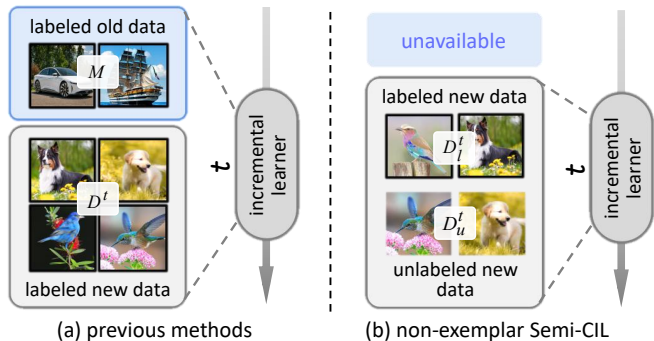 labeled old data
M
D^t
labeled new data
t
incremental
learner
(a) previous methods
unavailable
labeled new data
D_l^t
D_u^t
unlabeled new
data
t
incremental
learner
(b) non-exemplar Semi-CIL